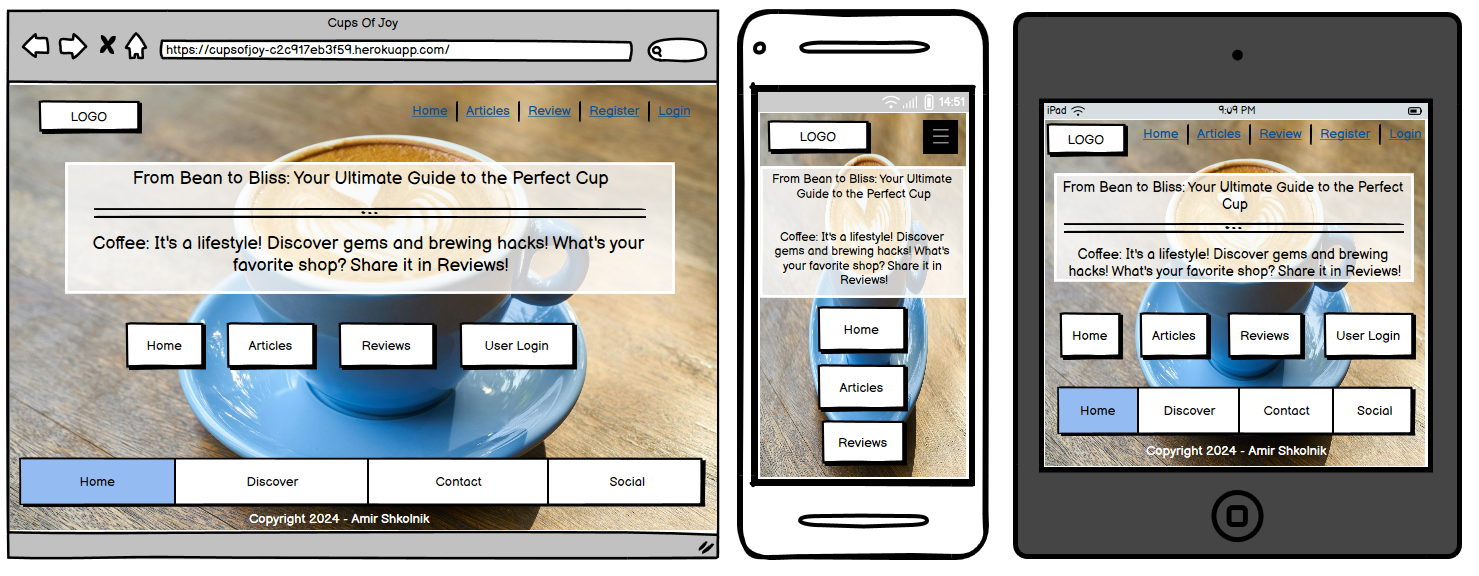 Cups Of Joy
https://cupsofjoy-c2c917eb3f59.herokuapp.com/
LOGO
Home Articles Review Register Login
From Bean to Bliss: Your Ultimate Guide to the Perfect Cup
Coffee: It's a lifestyle! Discover gems and brewing hacks! What's your
favorite shop? Share it in Reviews!
Home Articles Reviews User Login
Home Discover Contact Social
Copyright 2024 - Amir Shkolnik
14:51
LOGO
From Bean to Bliss: Your Ultimate
Guide to the Perfect Cup
Coffee: It's a lifestyle! Discover
gems and brewing hacks! What's
your favorite shop? Share it in
Reviews!
Home
Articles
Reviews
iPad 9:09 PM
LOGO
Home Articles Review Register Login
From Bean to Bliss: Your Ultimate Guide to the Perfect
Cup
Coffee: It's a lifestyle! Discover gems and brewing
hacks! What's your favorite shop? Share it in Reviews!
Home Articles Reviews User Login
Home Discover Contact Social
Copyright 2024 - Amir Shkolnik